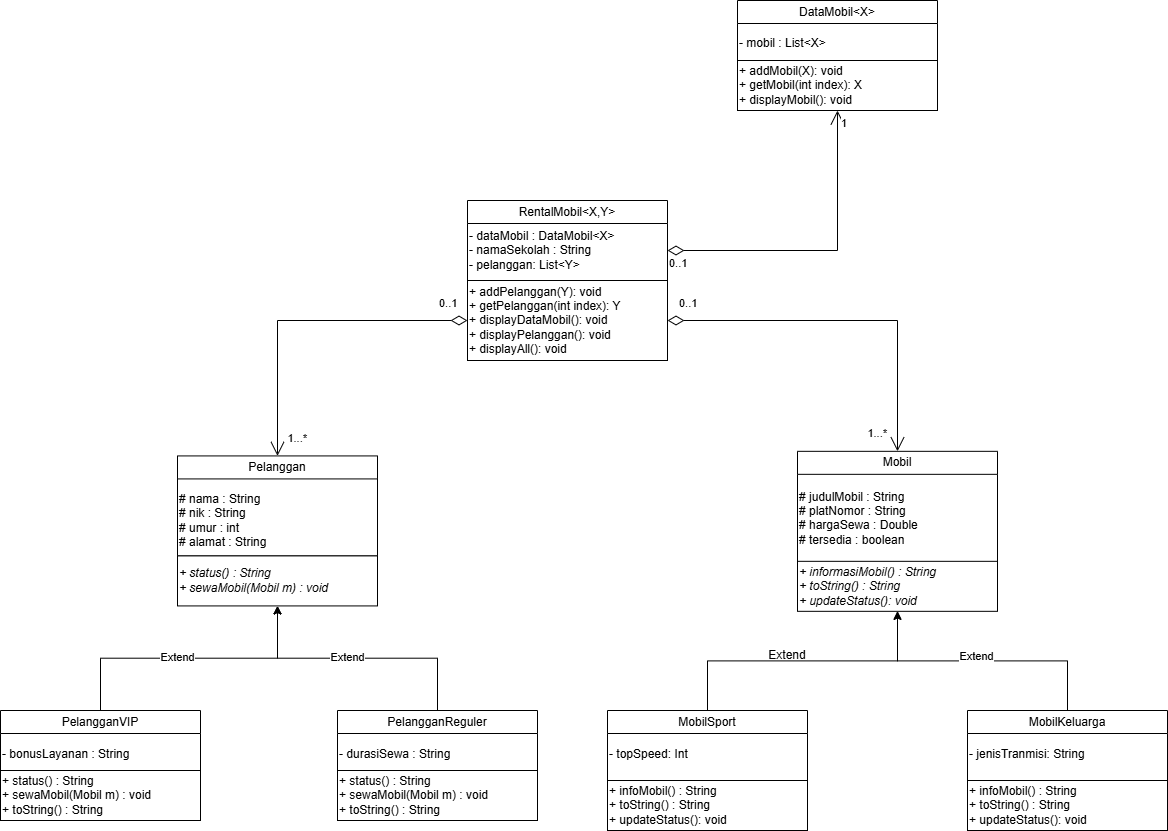 DataMobil<X>
- mobil : List<X>
+ addMobil(X): void
+ getMobil(int index): X
+ displayMobil(): void
1
RentalMobil<X,Y>
- dataMobil : DataMobil<X>
- namaSekolah : String
- pelanggan: List<Y>
+ addPelanggan(Y): void
+ getPelanggan(int index): Y
+ displayDataMobil(): void
+ displayPelanggan(): void
+ displayAll(): void
0..1
0..1
0..1
1...*
1...*
Pelanggan
# nama : String
# nik : String
# umur : int
# alamat : String
+ status() : String
+ sewaMobil(Mobil m) : void
Mobil
# judulMobil : String
# platNomor : String
# hargaSewa : Double
# tersedia : boolean
+ informasiMobil() : String
+ toString() : String
+ updateStatus(): void
Extend
Extend
Extend
Extend
PelangganVIP
- bonusLayanan : String
+ status() : String
+ sewaMobil(Mobil m) : void
+ toString() : String
PelangganReguler
- durasiSewa : String
+ status() : String
+ sewaMobil(Mobil m) : void
+ toString() : String
MobilSport
- topSpeed: Int
+ infoMobil() : String
+ toString() : String
+ updateStatus() : void
MobilKeluarga
- jenisTranmisi: String
+ infoMobil() : String
+ toString() : String
+ updateStatus() : void